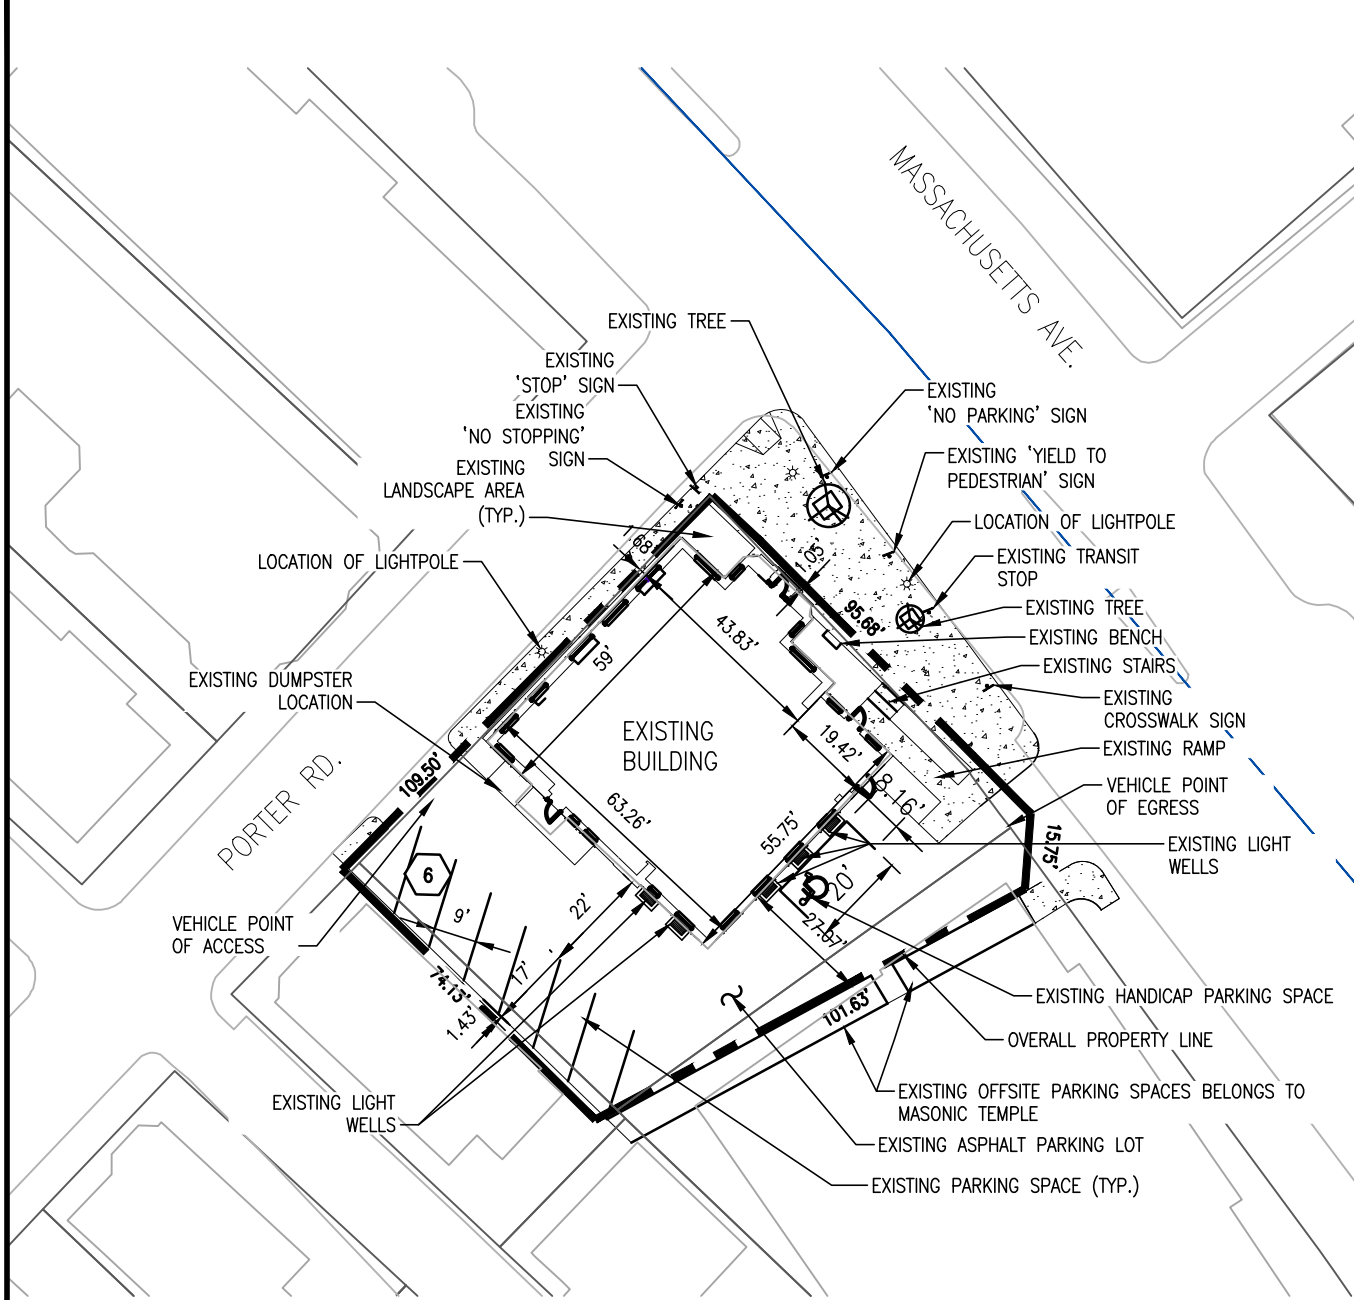 MASSACHUSETTS AVE.
EXISTING TREE
EXISTING
'STOP' SIGN
EXISTING
'NO STOPPING'
SIGN
EXISTING
LANDSCAPE AREA
(TYP.)
LOCATION OF LIGHTPOLE
EXISTING DUMPSTER
LOCATION
PORTER RD.
VEHICLE POINT
OF ACCESS
EXISTING LIGHT
WELLS
EXISTING
'NO PARKING' SIGN
EXISTING 'YIELD TO
PEDESTRIAN' SIGN
LOCATION OF LIGHTPOLE
EXISTING TRANSIT
STOP
EXISTING TREE
EXISTING BENCH
EXISTING STAIRS
EXISTING
CROSSWALK SIGN
EXISTING RAMP
VEHICLE POINT
OF EGRESS
EXISTING LIGHT
WELLS
EXISTING HANDICAP PARKING SPACE
OVERALL PROPERTY LINE
EXISTING OFFSITE PARKING SPACES BELONGS TO
MASONIC TEMPLE
EXISTING ASPHALT PARKING LOT
EXISTING PARKING SPACE (TYP.)
EXISTING
BUILDING
1.05'
95.68'
43.83'
59'
19.42'
8.16'
63.26'
55.75'
109.50'
15.75'
20'
27.07'
22'
6
9'
17'
74.13'
1.43'
101.63'